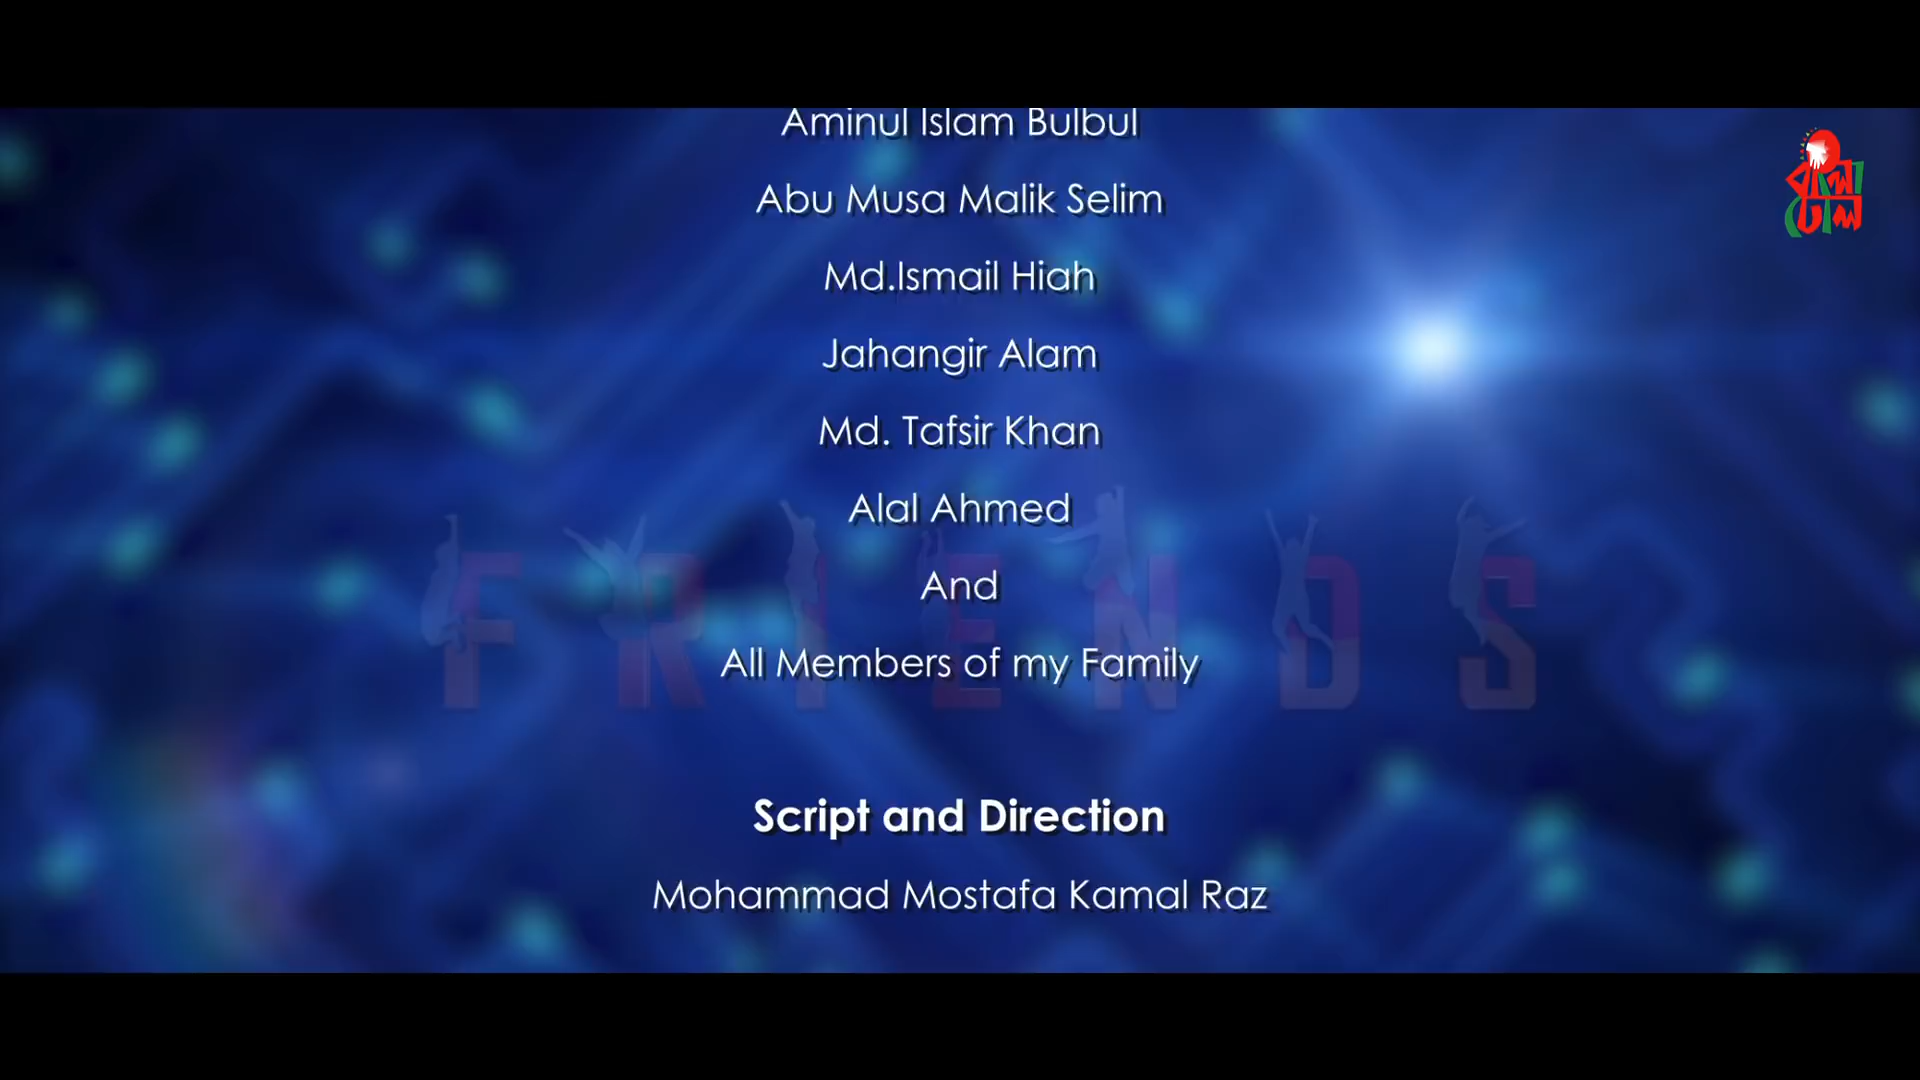 Aminul Islam Bulbul
Abu Musa Malik Selim
Md.Ismail Hiah
Jahangir Alam
Md. Tafsir Khan
Alal Ahmed
And
All Members of my Family
FRIENDS
Script and Direction
Mohammad Mostafa Kamal Raz